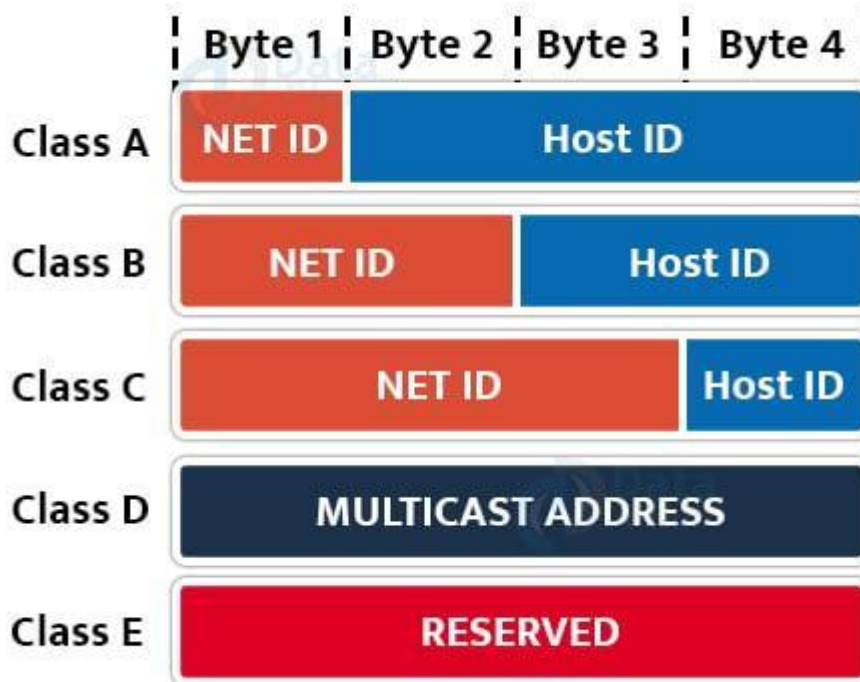 Byte 1 Byte 2 Byte 3 Byte 4
Class A NET ID Host ID
Class B NET ID Host ID
Class C NET ID Host ID
Class D MULTICAST ADDRESS
Class E RESERVED